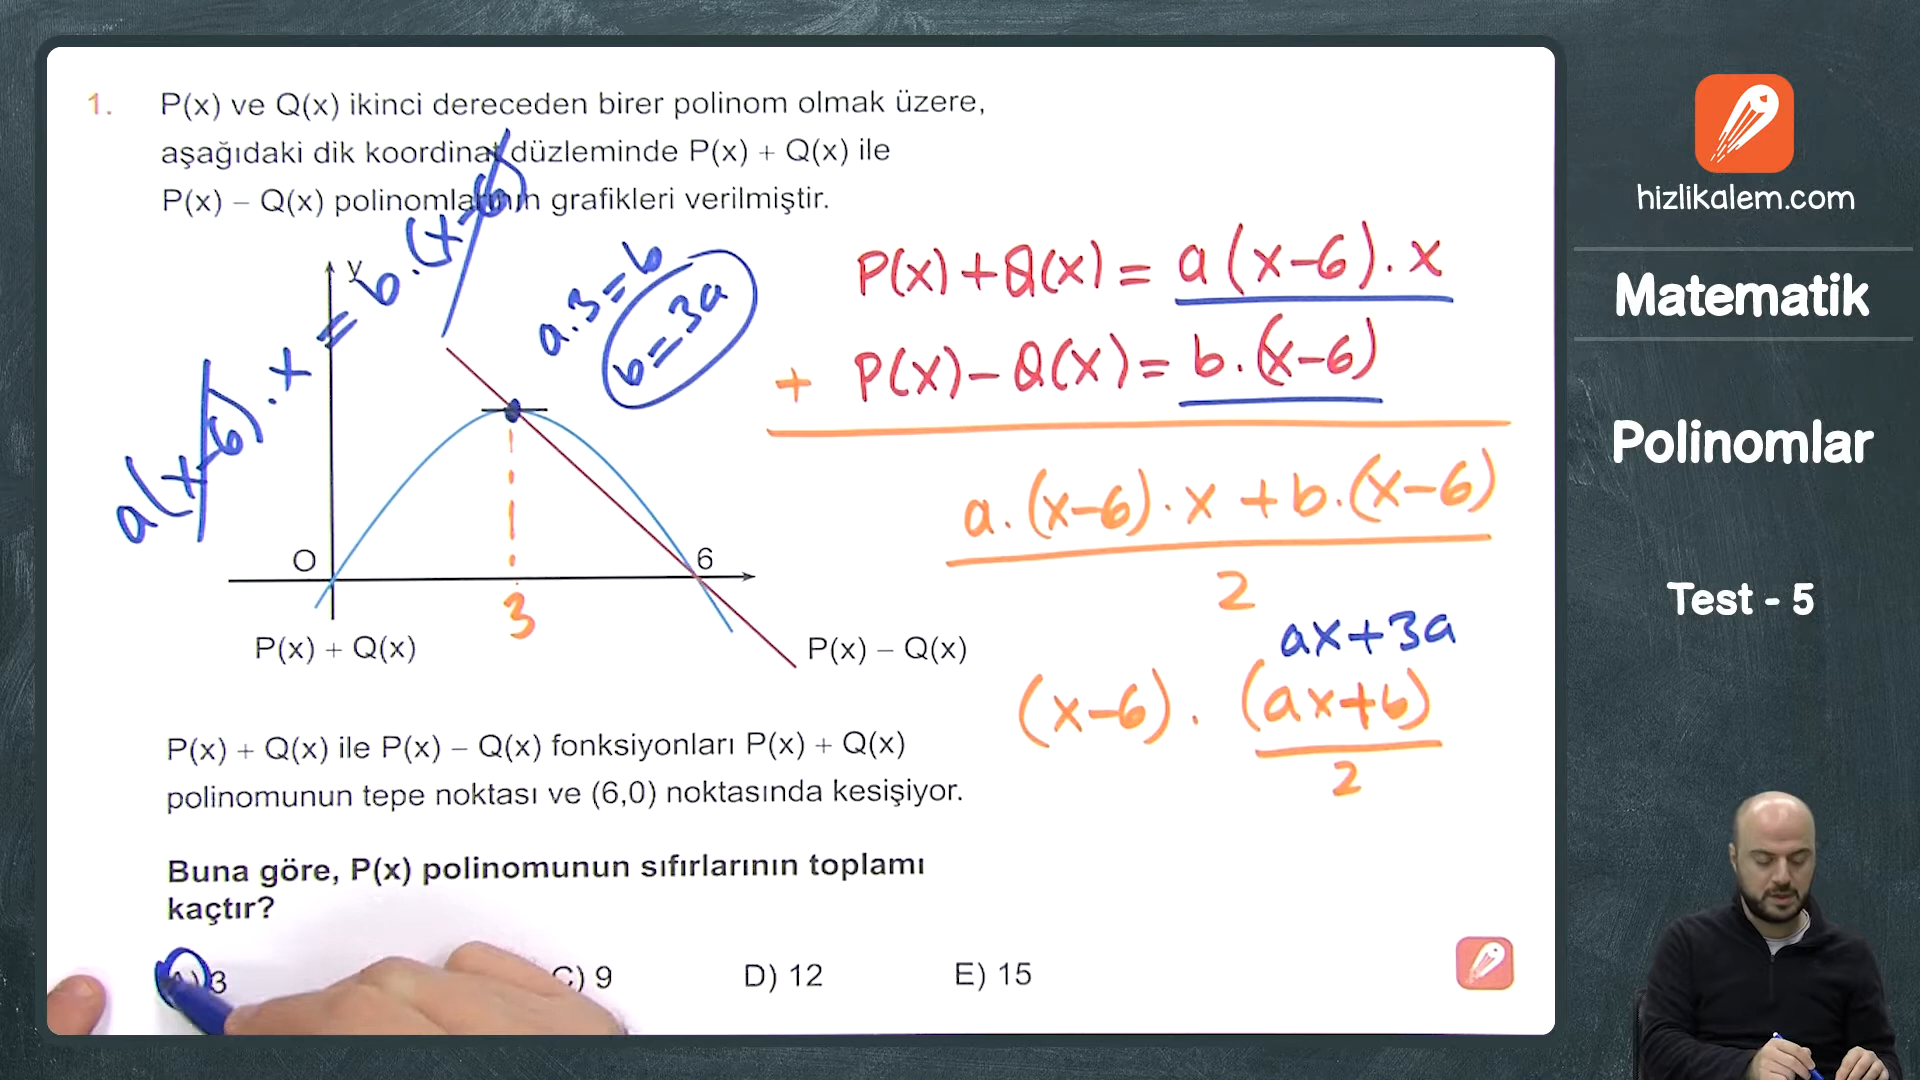 1. P(x) ve Q(x) ikinci dereceden birer polinom olmak üzere,
aşağıdaki dik koordinat düzleminde P(x) + Q(x) ile
P(x) – Q(x) polinomlarının grafikleri verilmiştir.
a(x-6).x = b.(x-6)
a.3=b
b=3a
P(x)+Q(x) = a(x-6).x
+ P(x)-Q(x) = b.(x-6)
a.(x-6).x + b.(x-6)
2
ax+3a
(x-6).(ax+b)
2
y
O
6
3
P(x) + Q(x)
P(x) – Q(x)
P(x) + Q(x) ile P(x) – Q(x) fonksiyonları P(x) + Q(x)
polinomunun tepe noktası ve (6,0) noktasında kesişiyor.
Buna göre, P(x) polinomunun sıfırlarının toplamı
kaçtır?
A) 3 C) 9 D) 12 E) 15
hizlikalem.com
Matematik
Polinomlar
Test - 5